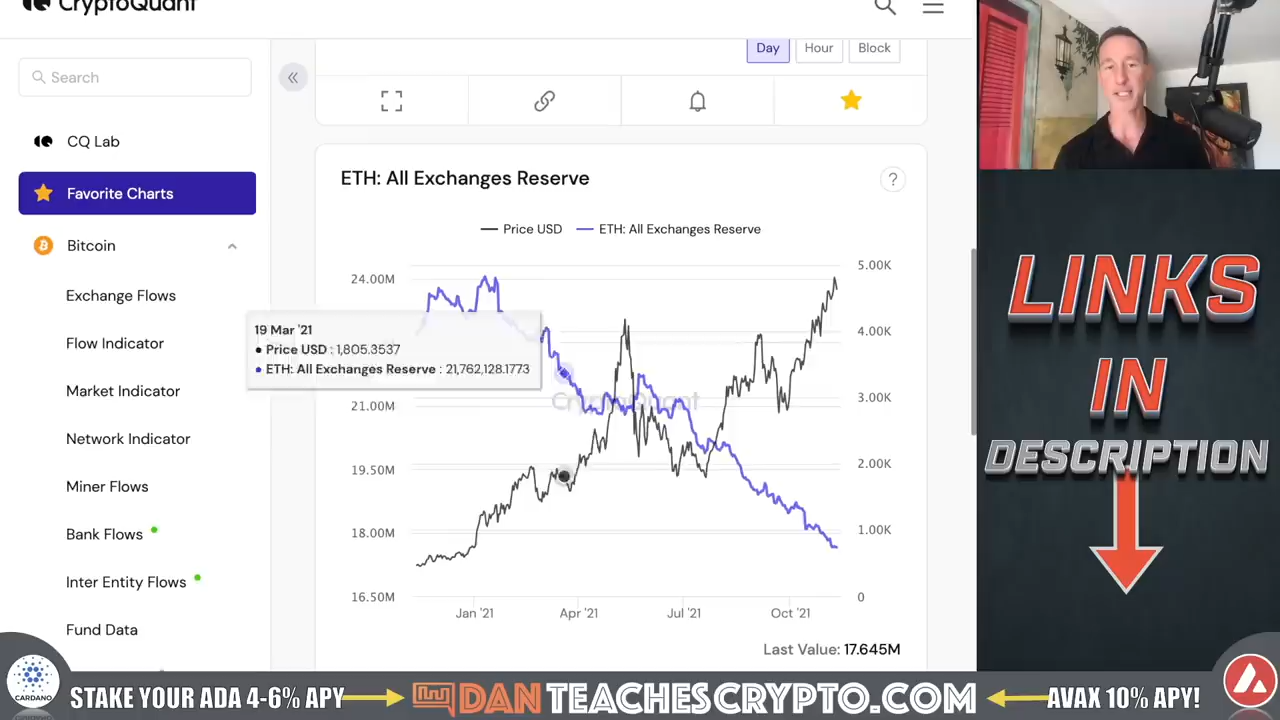 CryptoQuant
Search
CQ Lab
Favorite Charts
Bitcoin
Exchange Flows
Flow Indicator
Market Indicator
Network Indicator
Miner Flows
Bank Flows
Inter Entity Flows
Fund Data
Day Hour Block
ETH: All Exchanges Reserve
?
Price USD ETH: All Exchanges Reserve
24.00M
21.00M
19.50M
18.00M
16.50M
5.00K
4.00K
3.00K
2.00K
1.00K
0
19 Mar '21
Price USD : 1,805.3537
ETH: All Exchanges Reserve : 21,762,128.1773
CryptoQuant
Jan '21 Apr '21 Jul '21 Oct '21
Last Value: 17.645M
LINKS
IN
DESCRIPTION
CARDANO
STAKE YOUR ADA 4-6% APY
DANTEACHESCRYPTO.COM
AVAX 10% APY!